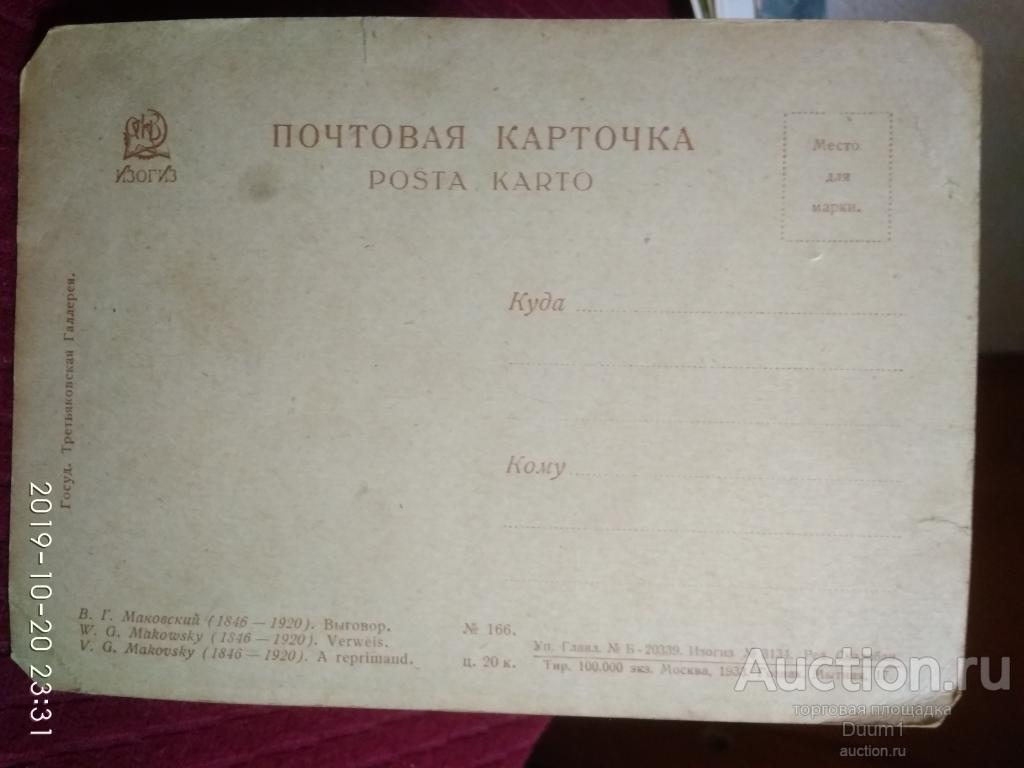 ИЗОГИЗ
ПОЧТОВАЯ КАРТОЧКА
POŜTA KARTO
Место
для
марки.
Куда
Кому
Госуд. Третьяковская Галлерея.
В. Г. Маковский (1846 — 1920). Выговор.
W. G. Makowsky (1846 — 1920). Verweis.
V. G. Makovsky (1846 — 1920). A reprimand.
№ 166.
ц. 20 к.
Уп. Главл. № Б - 20339. Изогиз
Тир. 100.000 экз. Москва,
2019-10-20 23:31
Auction.ru
торговая площадка
Duum1
auction.ru